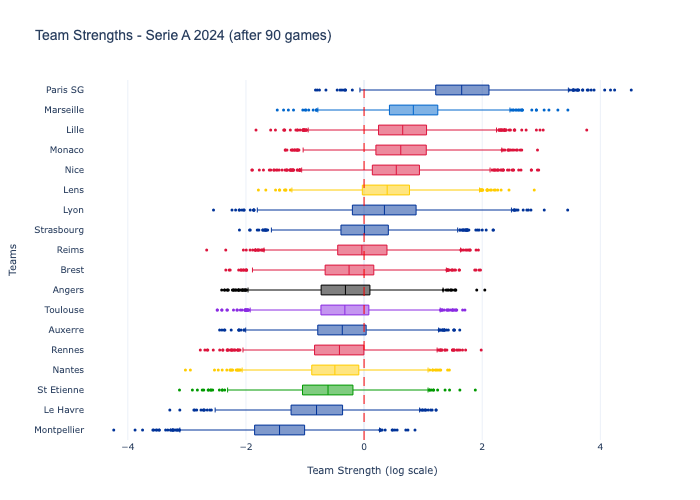 Team Strengths - Serie A 2024 (after 90 games)
Paris SG
Marseille
Lille
Monaco
Nice
Lens
Lyon
Strasbourg
Reims
Brest
Angers
Toulouse
Auxerre
Rennes
Nantes
St Etienne
Le Havre
Montpellier
Teams
−4 −2 0 2 4
Team Strength (log scale)